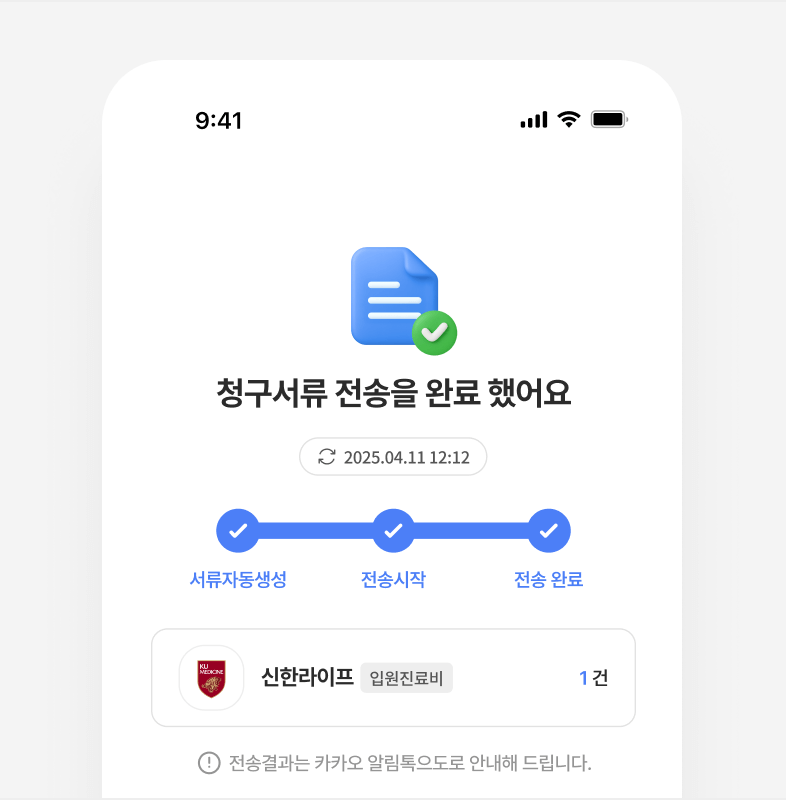 9:41
청구서류 전송을 완료 했어요
2025.04.11 12:12
서류자동생성 전송시작 전송 완료
KU
MEDICINE
신한라이프 입원진료비 1 건
전송결과는 카카오 알림톡으도로 안내해 드립니다.